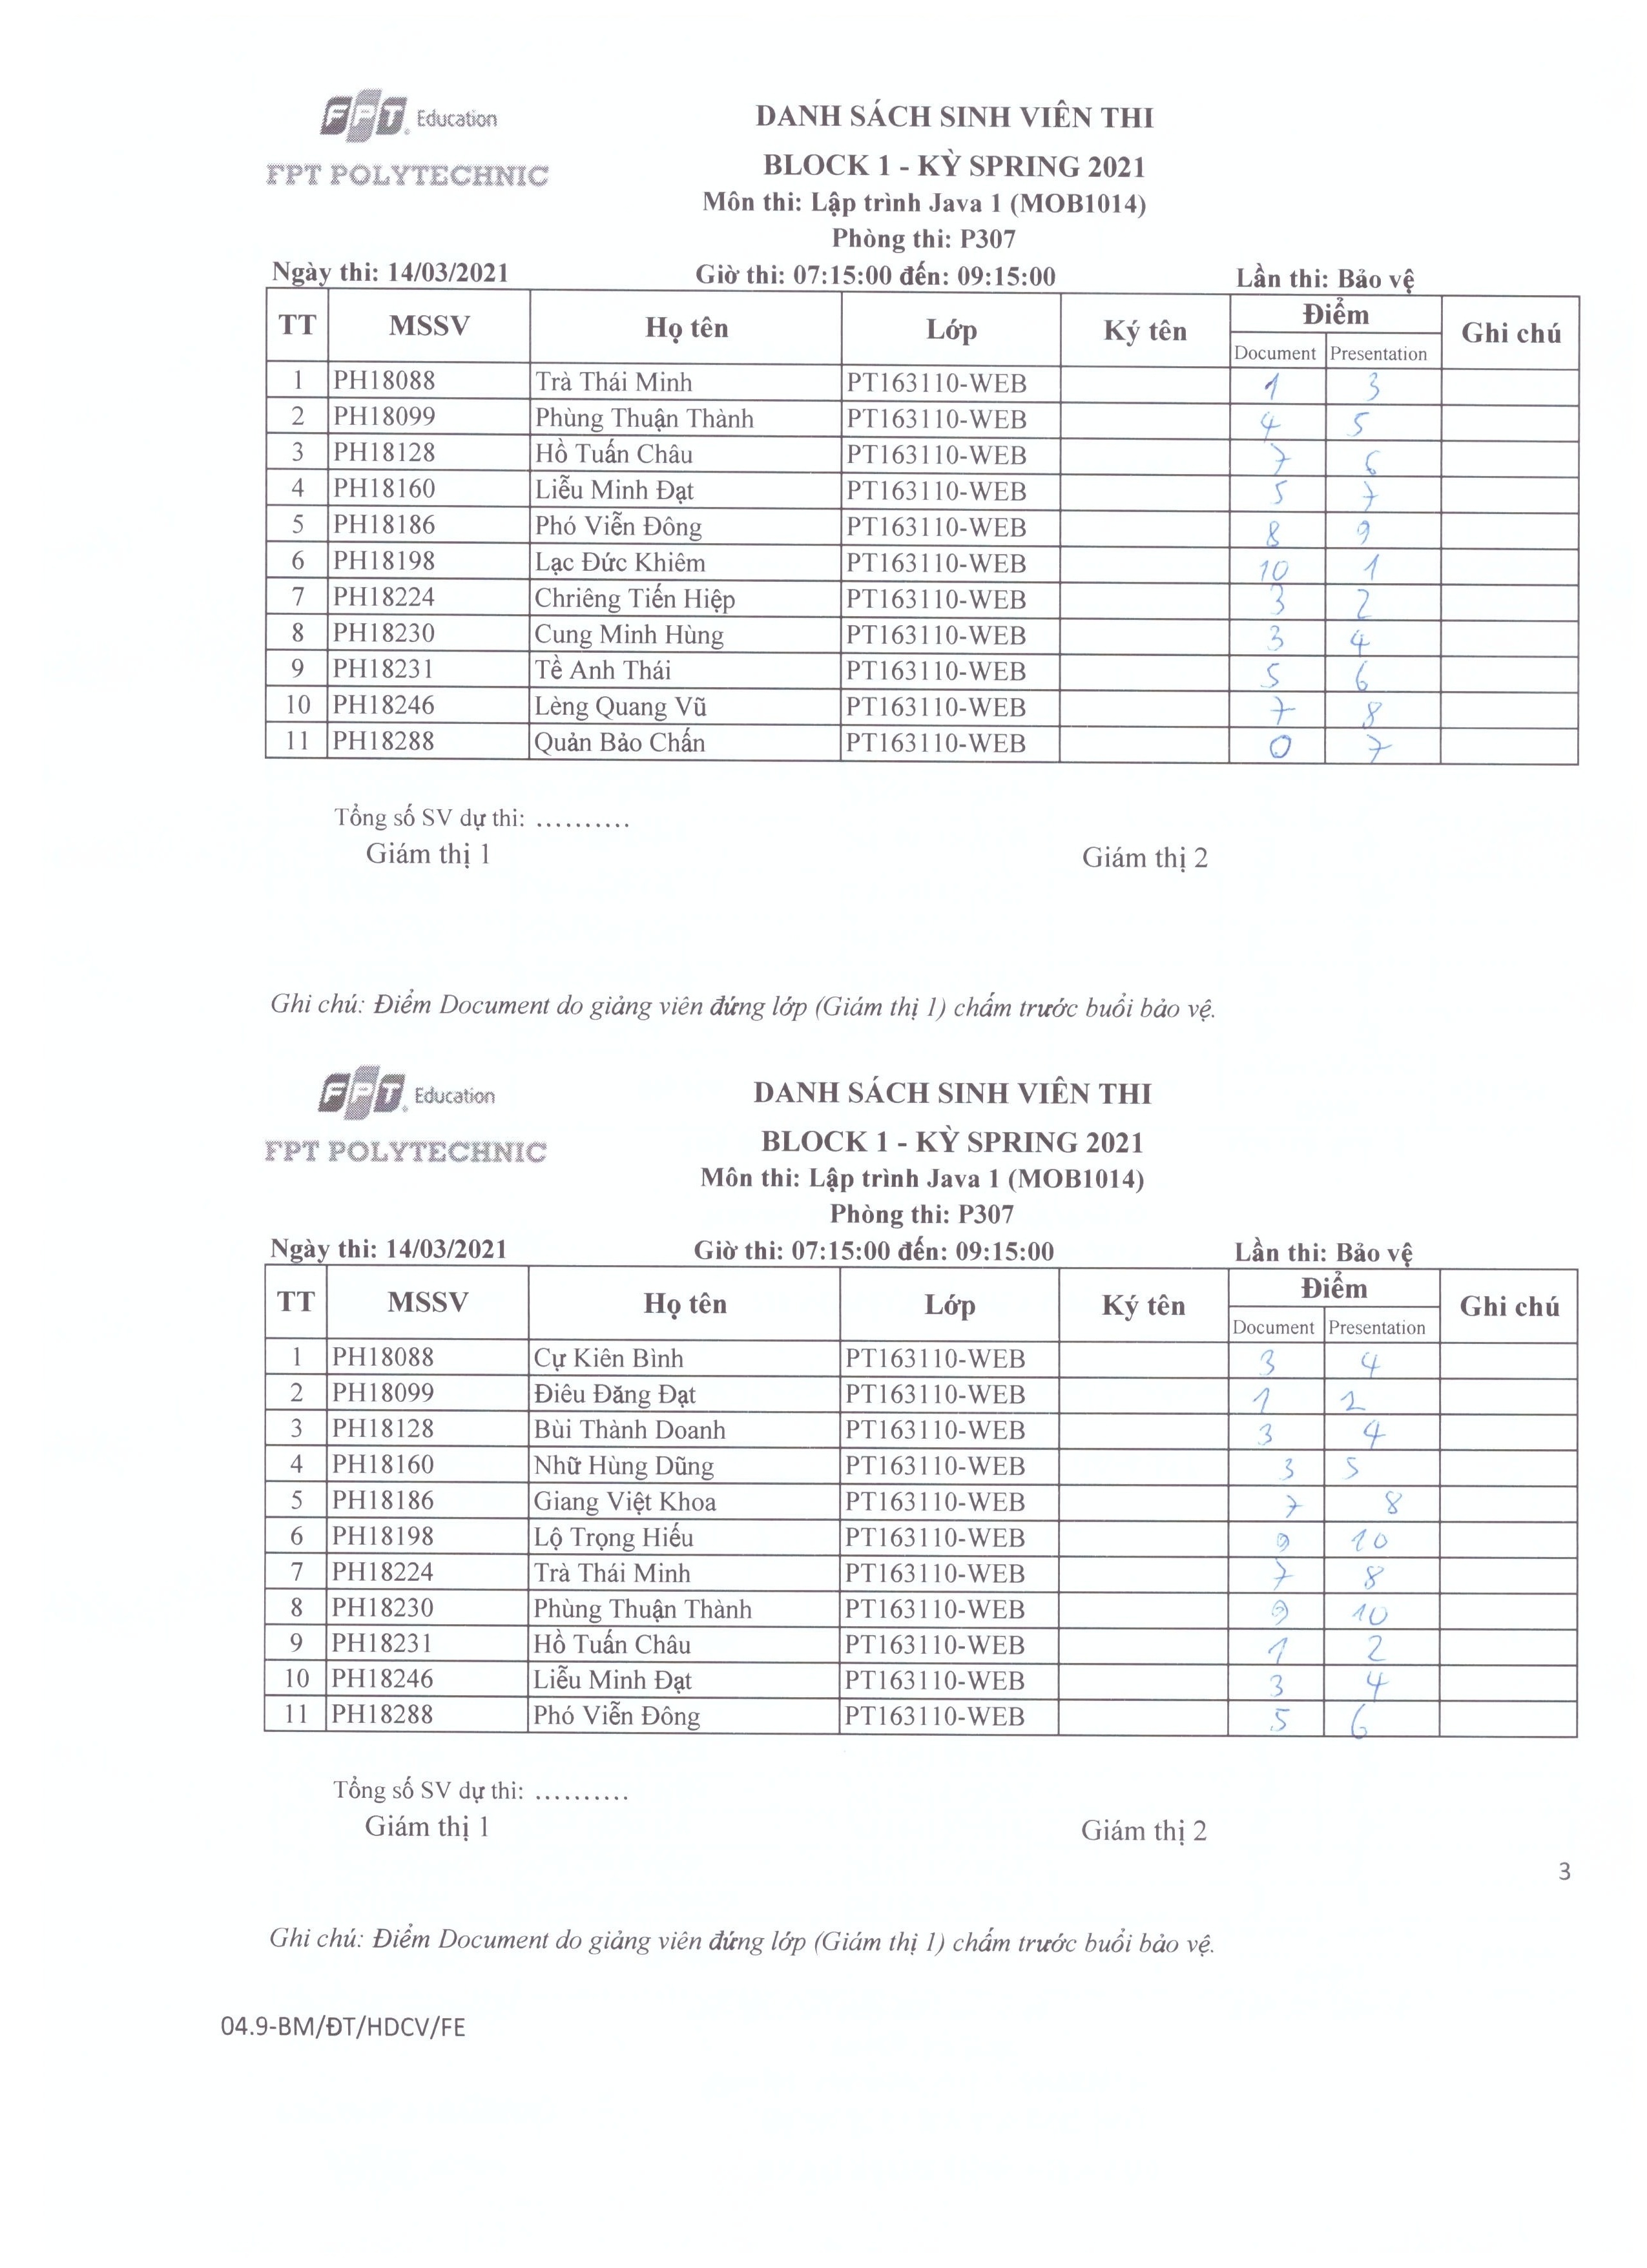 FPT Education
FPT POLYTECHNIC
DANH SÁCH SINH VIÊN THI
BLOCK 1 - KỲ SPRING 2021
Môn thi: Lập trình Java 1 (MOB1014)
Phòng thi: P307
Ngày thi: 14/03/2021 Giờ thi: 07:15:00 đến: 09:15:00 Lần thi: Bảo vệ
TT MSSV Họ tên Lớp Ký tên Điểm Ghi chú
Document Presentation
1 PH18088 Trà Thái Minh PT163110-WEB 1 3
2 PH18099 Phùng Thuận Thành PT163110-WEB 4 5
3 PH18128 Hồ Tuấn Châu PT163110-WEB 7 6
4 PH18160 Liễu Minh Đạt PT163110-WEB 5 7
5 PH18186 Phó Viễn Đông PT163110-WEB 8 9
6 PH18198 Lạc Đức Khiêm PT163110-WEB 10 1
7 PH18224 Chriêng Tiến Hiệp PT163110-WEB 3 2
8 PH18230 Cung Minh Hùng PT163110-WEB 3 4
9 PH18231 Tề Anh Thái PT163110-WEB 5 6
10 PH18246 Lèng Quang Vũ PT163110-WEB 7 8
11 PH18288 Quản Bảo Chấn PT163110-WEB 0 7
Tổng số SV dự thi: ..........
Giám thị 1 Giám thị 2
Ghi chú: Điểm Document do giảng viên đứng lớp (Giám thị 1) chấm trước buổi bảo vệ.
FPT Education
FPT POLYTECHNIC
DANH SÁCH SINH VIÊN THI
BLOCK 1 - KỲ SPRING 2021
Môn thi: Lập trình Java 1 (MOB1014)
Phòng thi: P307
Ngày thi: 14/03/2021 Giờ thi: 07:15:00 đến: 09:15:00 Lần thi: Bảo vệ
TT MSSV Họ tên Lớp Ký tên Điểm Ghi chú
Document Presentation
1 PH18088 Cự Kiên Bình PT163110-WEB 3 4
2 PH18099 Điêu Đăng Đạt PT163110-WEB 1 2
3 PH18128 Bùi Thành Doanh PT163110-WEB 3 4
4 PH18160 Nhữ Hùng Dũng PT163110-WEB 3 5
5 PH18186 Giang Việt Khoa PT163110-WEB 7 8
6 PH18198 Lộ Trọng Hiếu PT163110-WEB 9 10
7 PH18224 Trà Thái Minh PT163110-WEB 7 8
8 PH18230 Phùng Thuận Thành PT163110-WEB 9 10
9 PH18231 Hồ Tuấn Châu PT163110-WEB 1 2
10 PH18246 Liễu Minh Đạt PT163110-WEB 3 4
11 PH18288 Phó Viễn Đông PT163110-WEB 5 6
Tổng số SV dự thi: ..........
Giám thị 1 Giám thị 2
3
Ghi chú: Điểm Document do giảng viên đứng lớp (Giám thị 1) chấm trước buổi bảo vệ.
04.9-BM/ĐT/HDCV/FE